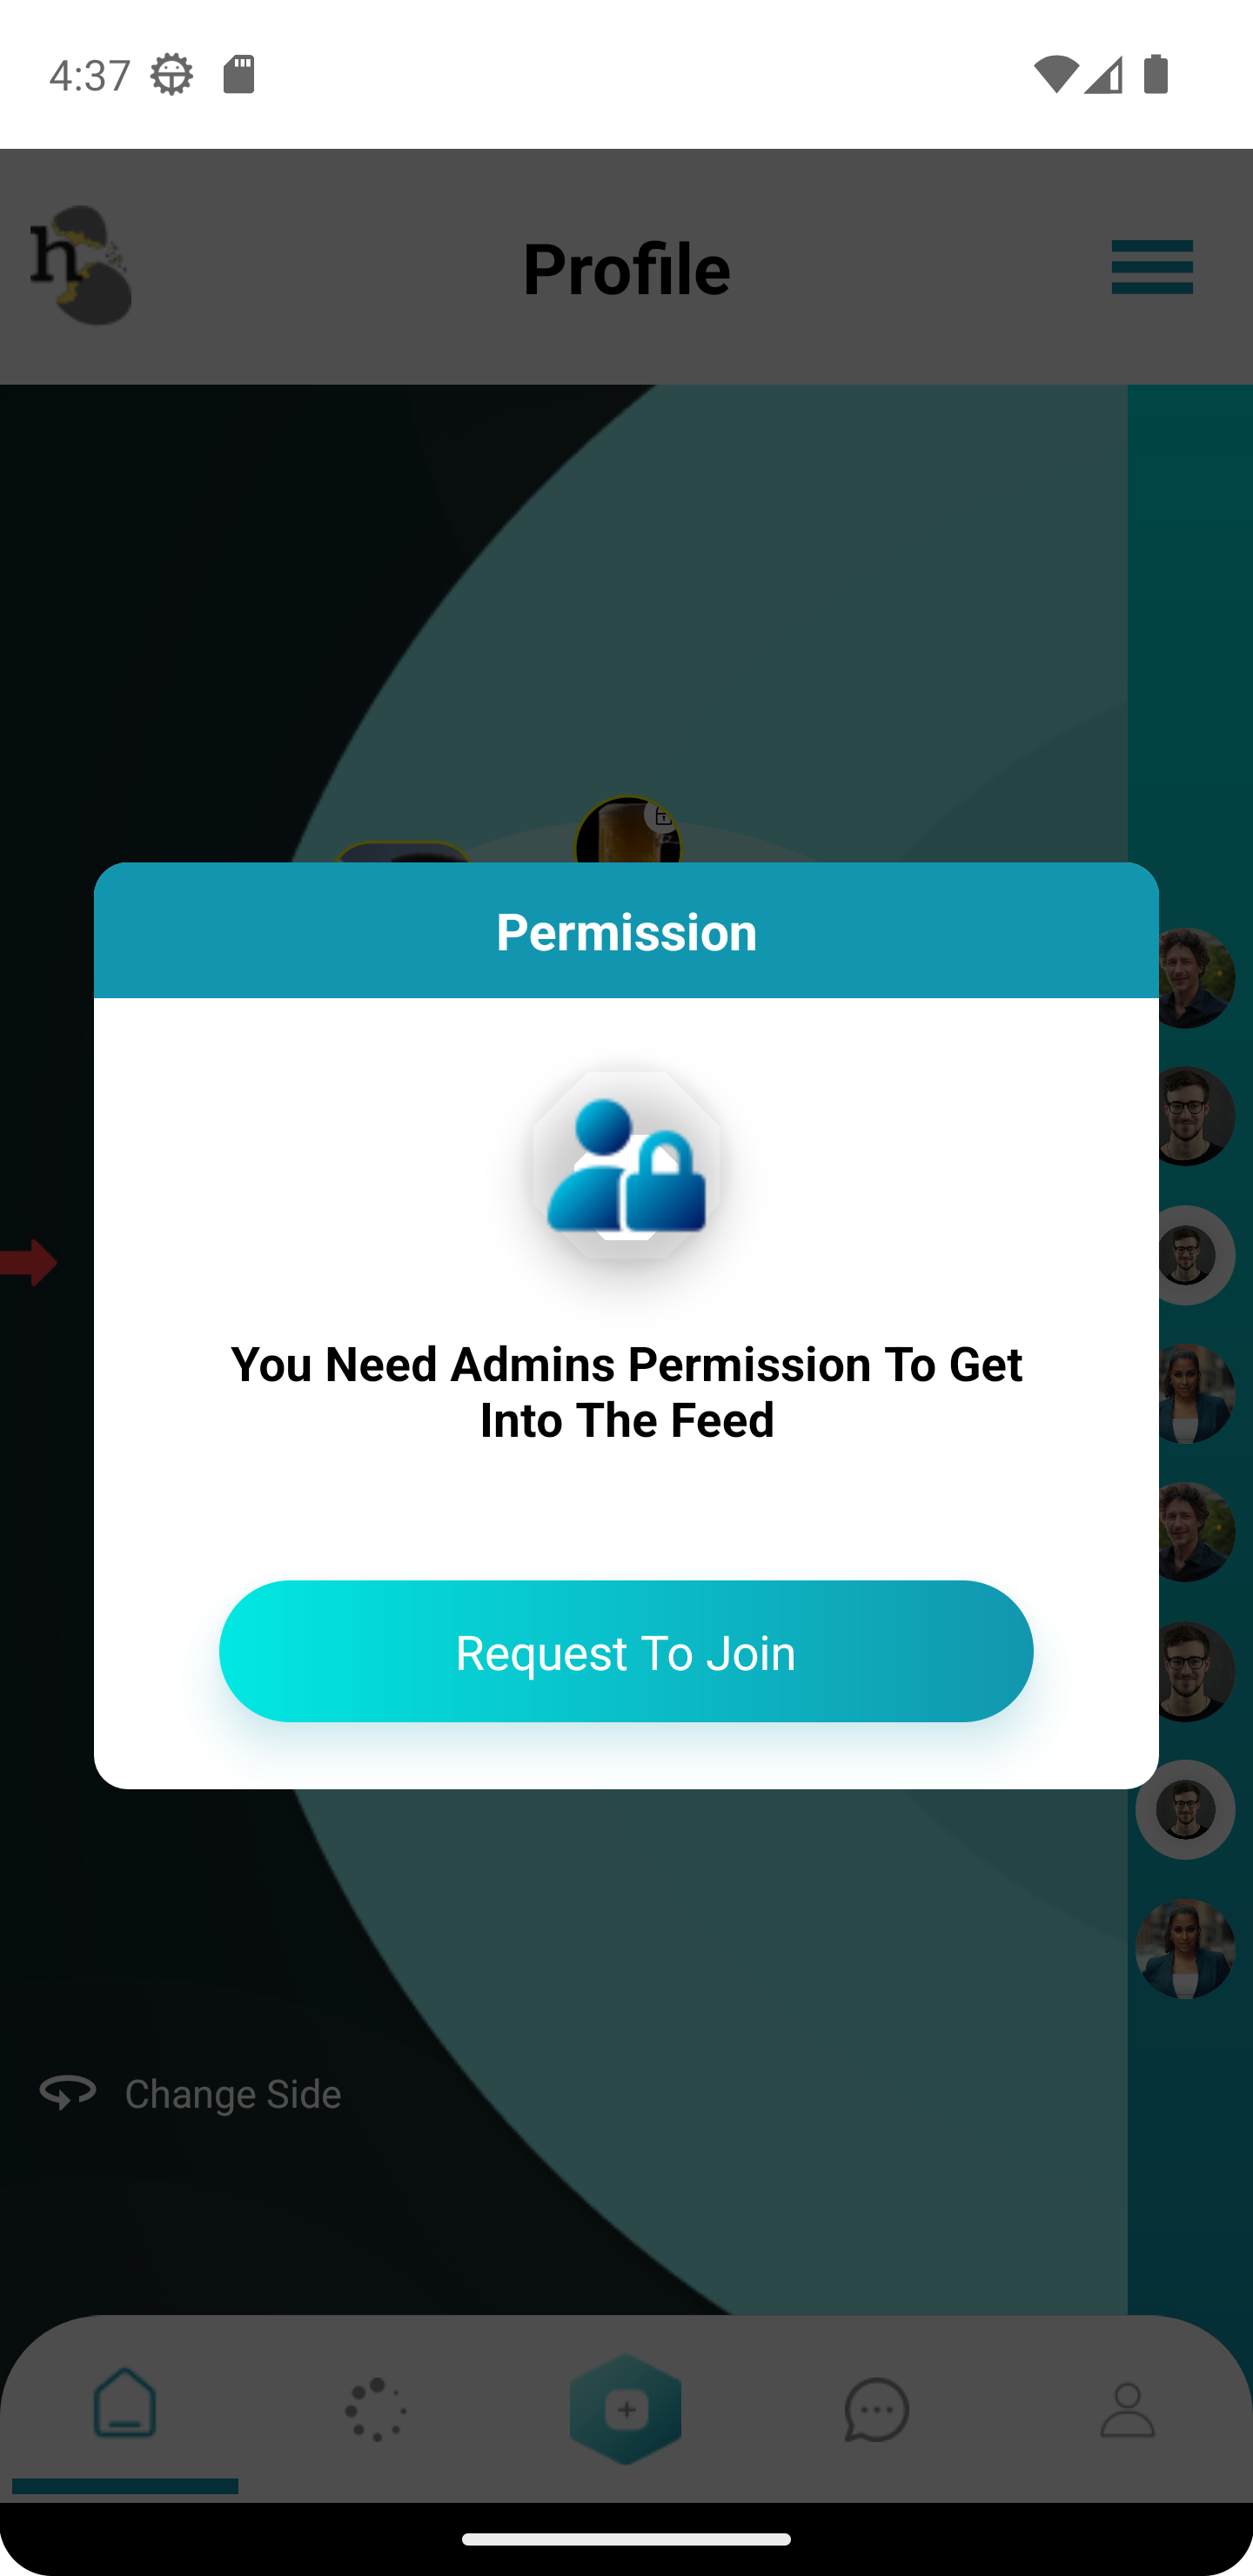 4:37
h
Profile
Permission
You Need Admins Permission To Get
Into The Feed
Request To Join
Change Side